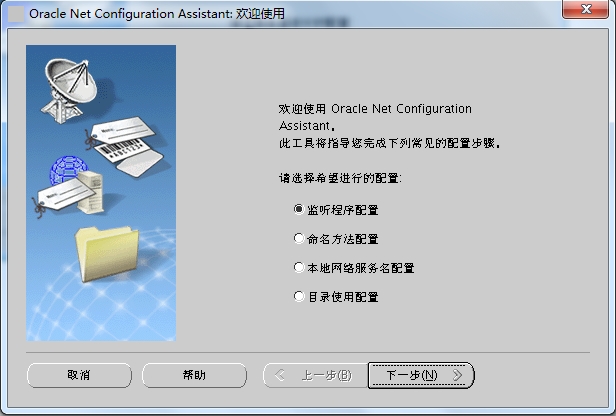 Oracle Net Configuration Assistant: 欢迎使用
欢迎使用 Oracle Net Configuration
Assistant。
此工具将指导您完成下列常见的配置步骤。
请选择希望进行的配置:
监听程序配置
命名方法配置
本地网络服务名配置
目录使用配置
取消
帮助
上一步(B)
下一步(N)